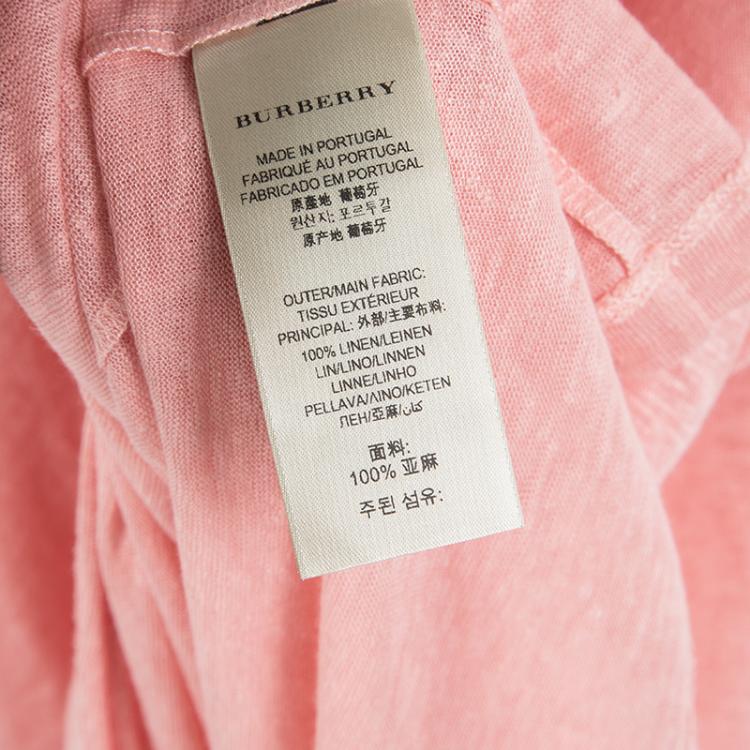 BURBERRY
MADE IN PORTUGAL
FABRIQUÉ AU PORTUGAL
FABRICADO EM PORTUGAL
原產地 葡萄牙
원산지: 포르투갈
原产地 葡萄牙
OUTER/MAIN FABRIC:
TISSU EXTÉRIEUR
PRINCIPAL: 外部/主要布料:
100% LINEN/LEINEN
LIN/LINO/LINNEN
LINNE/LINHO
PELLAVA/ΛΙΝΟ/KETEN
ЛЕН/亞麻/كتان
面料:
100% 亚麻
주된 섬유: